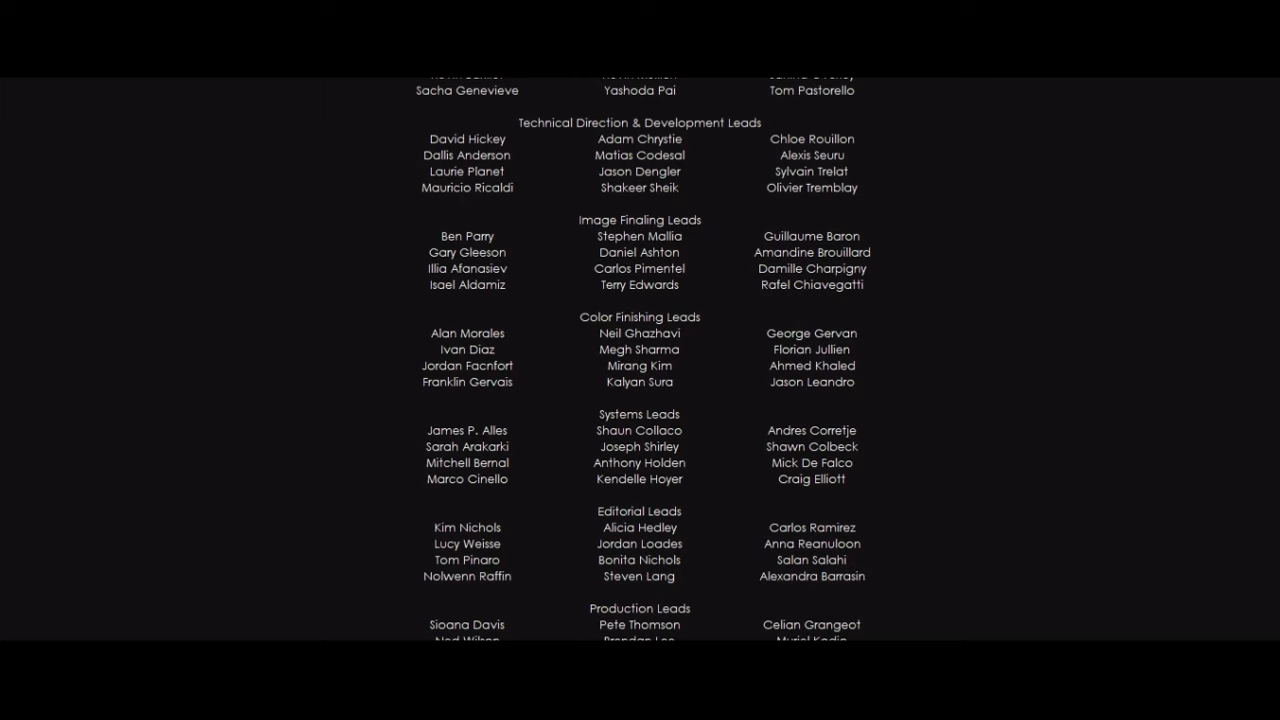 Sacha Genevieve Yashoda Pai Tom Pastorello
Technical Direction & Development Leads
David Hickey Adam Chrystie Chloe Rouillon
Dallis Anderson Matias Codesal Alexis Seuru
Laurie Planet Jason Dengler Sylvain Trelat
Mauricio Ricaldi Shakeer Sheik Olivier Tremblay
Image Finaling Leads
Ben Parry Stephen Mallia Guillaume Baron
Gary Gleeson Daniel Ashton Amandine Brouillard
Illia Afanasiev Carlos Pimentel Damille Charpigny
Isael Aldamiz Terry Edwards Rafel Chiavegatti
Color Finishing Leads
Alan Morales Neil Ghazhavi George Gervan
Ivan Diaz Megh Sharma Florian Jullien
Jordan Facnfort Mirang Kim Ahmed Khaled
Franklin Gervais Kalyan Sura Jason Leandro
Systems Leads
James P. Alles Shaun Collaco Andres Corretje
Sarah Arakarki Joseph Shirley Shawn Colbeck
Mitchell Bernal Anthony Holden Mick De Falco
Marco Cinello Kendelle Hoyer Craig Elliott
Editorial Leads
Kim Nichols Alicia Hedley Carlos Ramirez
Lucy Weisse Jordan Loades Anna Reanuloon
Tom Pinaro Bonita Nichols Salan Salahi
Nolwenn Raffin Steven Lang Alexandra Barrasin
Production Leads
Sioana Davis Pete Thomson Celian Grangeot